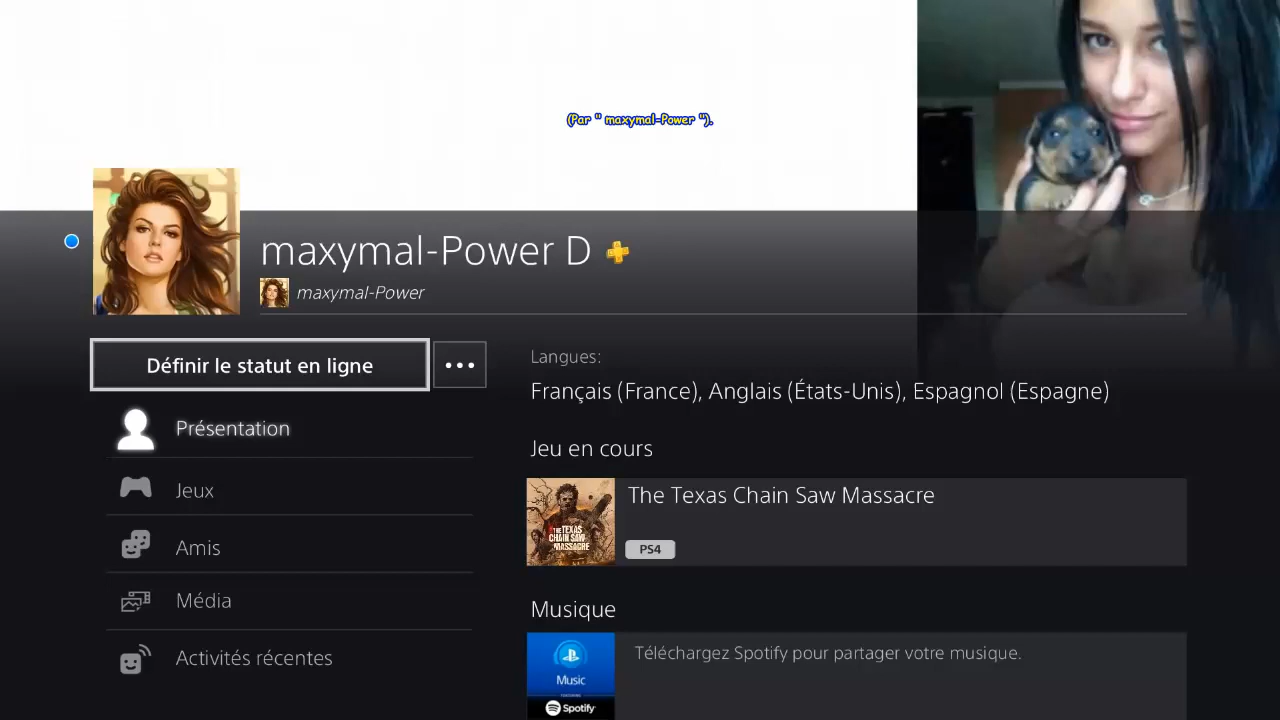 (Par " maxymal-Power ").
maxymal-Power D
maxymal-Power
Définir le statut en ligne
Présentation
Jeux
Amis
Média
Activités récentes
Langues:
Français (France), Anglais (États-Unis), Espagnol (Espagne)
Jeu en cours
THE TEXAS
CHAIN SAW
MASSACRE
The Texas Chain Saw Massacre
PS4
Musique
Music
Spotify
Téléchargez Spotify pour partager votre musique.